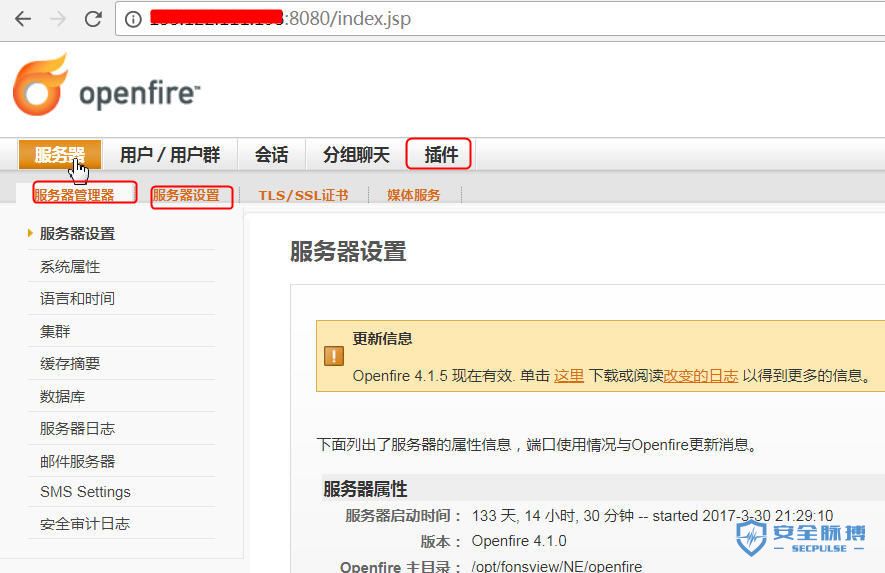 :8080/index.jsp
openfire™
服务器 用户 / 用户群 会话 分组聊天 插件
服务器管理器 服务器设置 TLS/SSL证书 媒体服务
服务器设置
系统属性
语言和时间
集群
缓存摘要
数据库
服务器日志
邮件服务器
SMS Settings
安全审计日志
服务器设置
更新信息
Openfire 4.1.5 现在有效. 单击 这里 下载或阅读改变的日志 以得到更多的信息。
下面列出了服务器的属性信息，端口使用情况与Openfire更新消息。
服务器属性
服务器启动时间： 133 天, 14 小时, 30 分钟 -- started 2017-3-30 21:29:10
版本： Openfire 4.1.0
Openfire 主目录： /opt/fonsview/NE/openfire
安全脉搏
SECPULSE